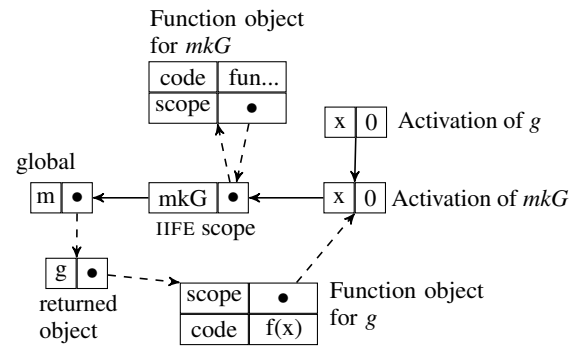 Function object
for mkG
code fun...
scope
x 0 Activation of g
global
m
mkG
x 0 Activation of mkG
IIFE scope
g
returned
object
scope
code f(x)
Function object
for g